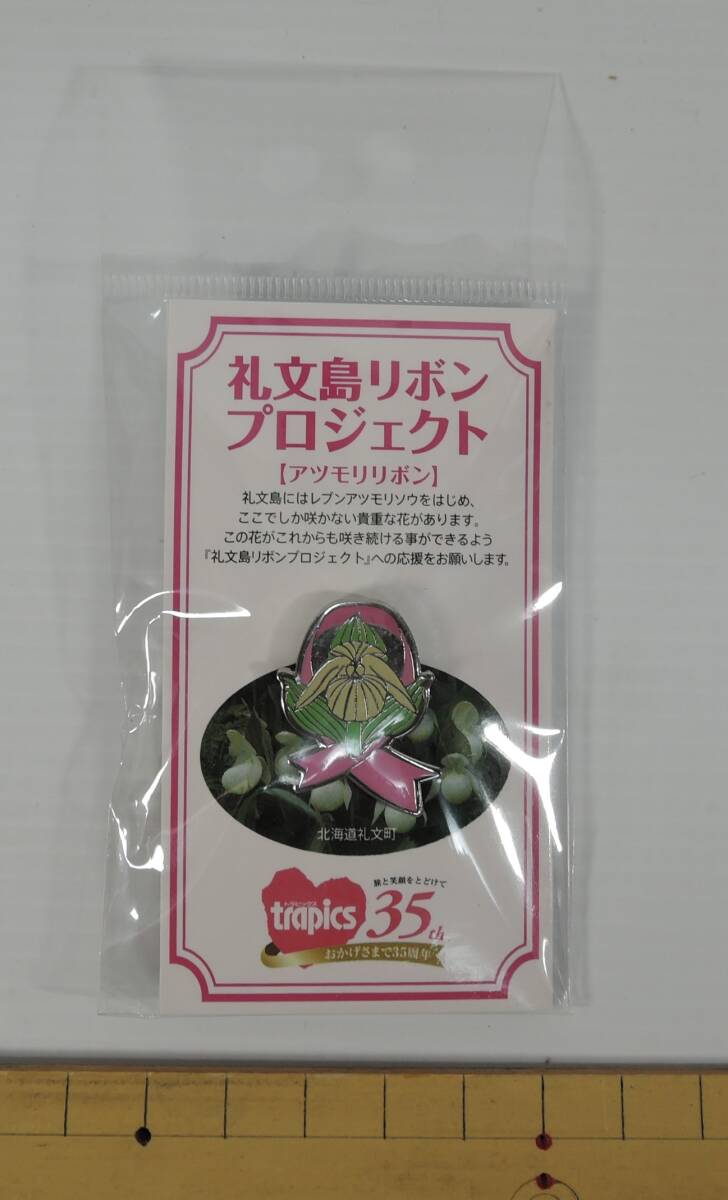 礼文島リボン
プロジェクト
【アツモリリボン】
礼文島にはレブンアツモリソウをはじめ、
ここでしか咲かない貴重な花があります。
この花がこれからも咲き続ける事ができるよう
『礼文島リボンプロジェクト』への応援をお願いします。
北海道礼文町
旅と笑顔をとどけて
トラピックス
trapics 35th
おかげさまで35周年